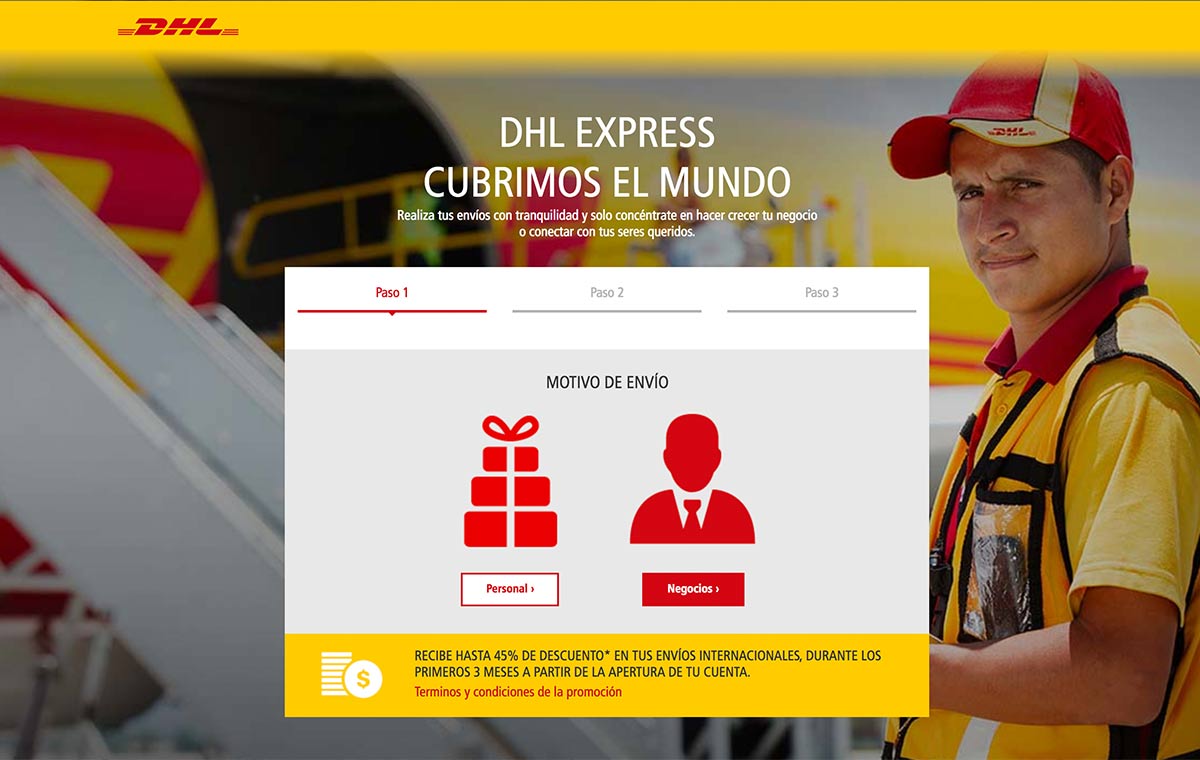 DHL
DHL EXPRESS
CUBRIMOS EL MUNDO
Realiza tus envíos con tranquilidad y solo concéntrate en hacer crecer tu negocio
o conectar con tus seres queridos.
DHL
Paso 1
Paso 2
Paso 3
MOTIVO DE ENVÍO
Personal ›
Negocios ›
$
RECIBE HASTA 45% DE DESCUENTO* EN TUS ENVÍOS INTERNACIONALES, DURANTE LOS
PRIMEROS 3 MESES A PARTIR DE LA APERTURA DE TU CUENTA.
Terminos y condiciones de la promoción